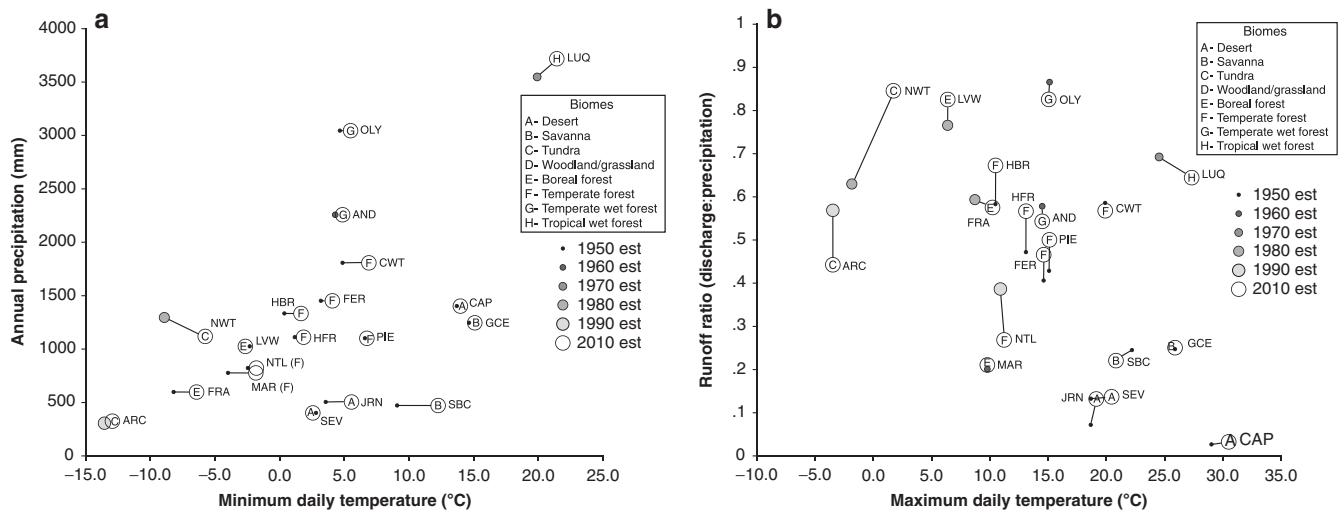 a
Annual precipitation (mm)
4000
3500
3000
2500
2000
1500
1000
500
0
–15.0
–10.0
–5.0
0.0
5.0
10.0
15.0
20.0
25.0
Minimum daily temperature (°C)
H LUQ
G OLY
G AND
F CWT
F FER
HBR
F
A CAP
B GCE
NWT
C
F HFR
F PIE
E LVW
NTL (F)
MAR (F)
E FRA
A JRN
B SBC
A
SEV
C ARC
Biomes
A- Desert
B- Savanna
C- Tundra
D- Woodland/grassland
E- Boreal forest
F- Temperate forest
G- Temperate wet forest
H- Tropical wet forest
1950 est
1960 est
1970 est
1980 est
1990 est
2010 est
b
Runoff ratio (discharge:precipitation)
1
.9
.8
.7
.6
.5
.4
.3
.2
.1
0
–10.0
–5.0
0.0
5.0
10.0
15.0
20.0
25.0
30.0
35.0
Maximum daily temperature (°C)
C NWT
E LVW
G OLY
F HBR
H LUQ
HFR
F
E
FRA
G AND
F CWT
F PIE
FER F
C ARC
F
NTL
F MAR
B GCE
B
SBC
JRN A
A SEV
A CAP
Biomes
A- Desert
B- Savanna
C- Tundra
D- Woodland/grassland
E- Boreal forest
F- Temperate forest
G- Temperate wet forest
H- Tropical wet forest
1950 est
1960 est
1970 est
1980 est
1990 est
2010 est